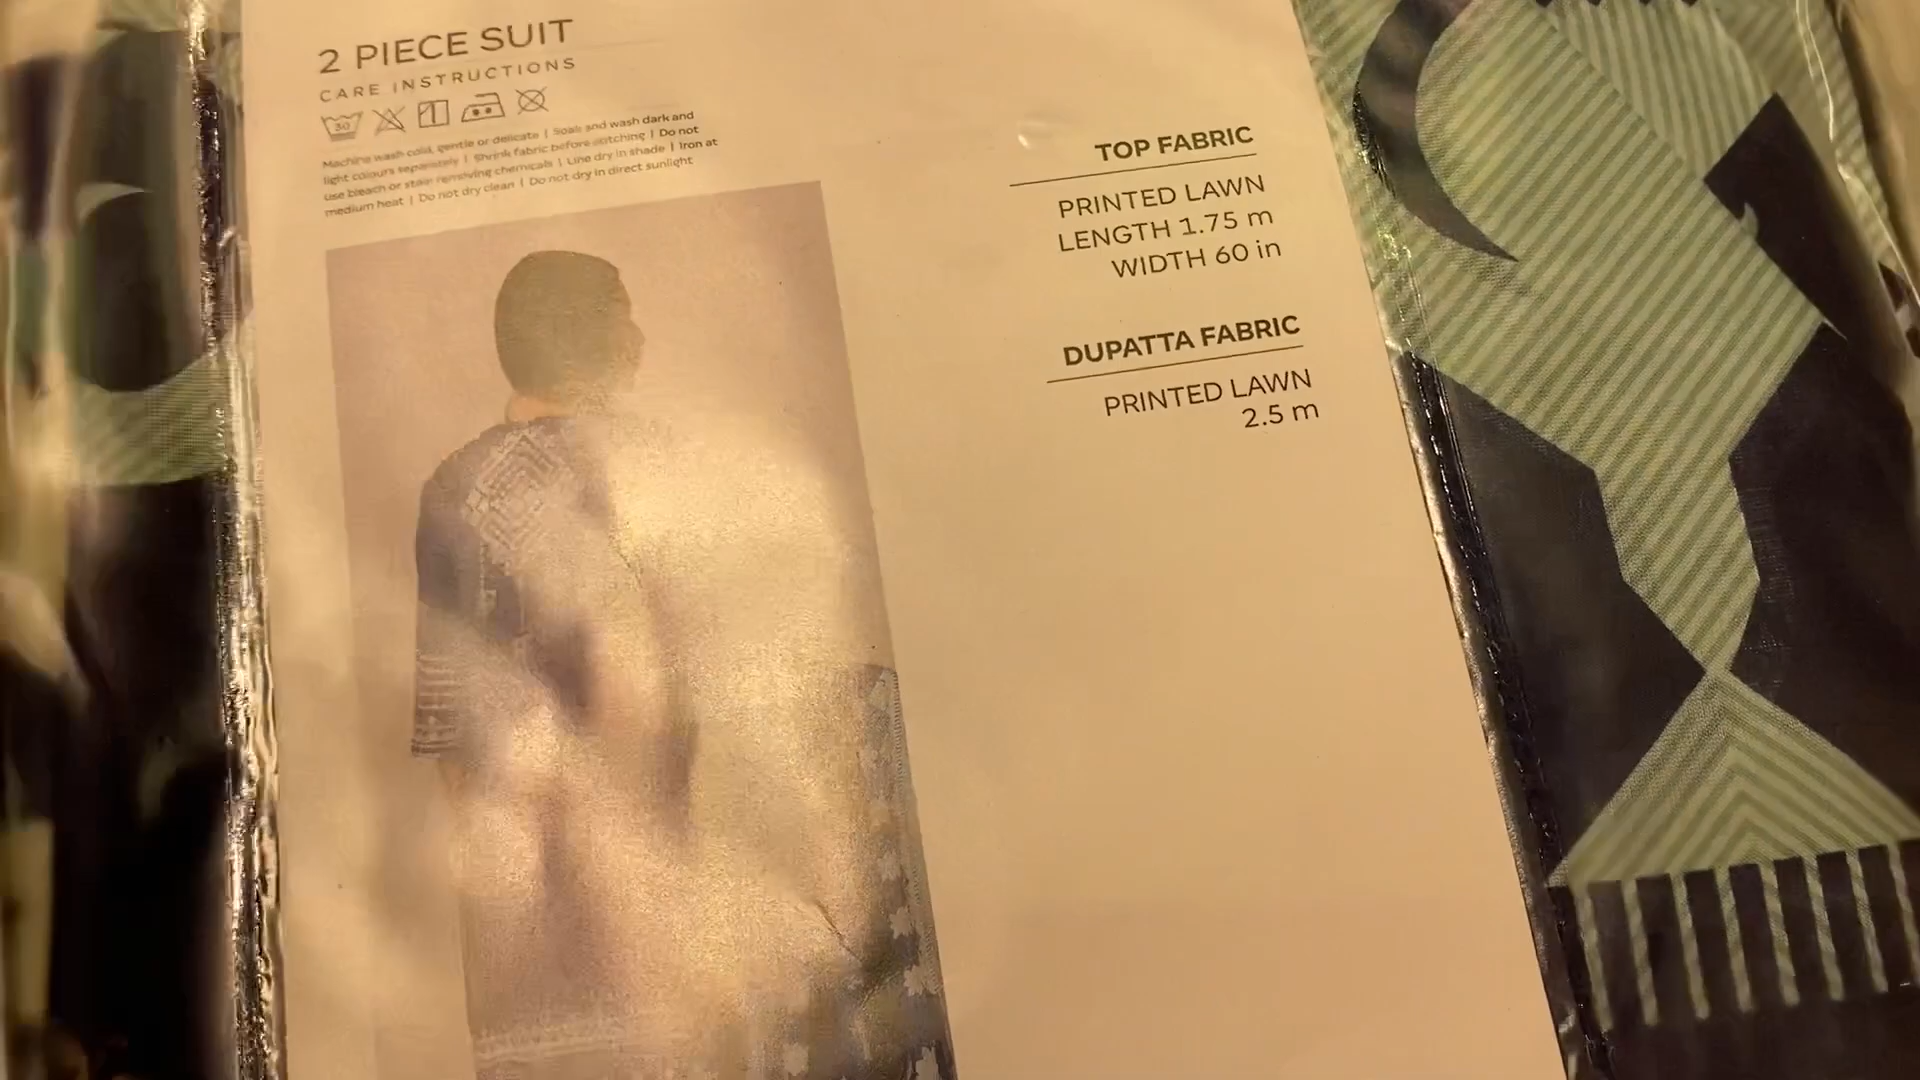 2 PIECE SUIT
CARE INSTRUCTIONS
30
Machine wash cold, gentle or delicate | Soak and wash dark and
light colours separately | Shrink fabric before stitching | Do not
use bleach or stain removing chemicals | Line dry in shade | Iron at
medium heat | Do not dry clean | Do not dry in direct sunlight
TOP FABRIC
PRINTED LAWN
LENGTH 1.75 m
WIDTH 60 in
DUPATTA FABRIC
PRINTED LAWN
2.5 m